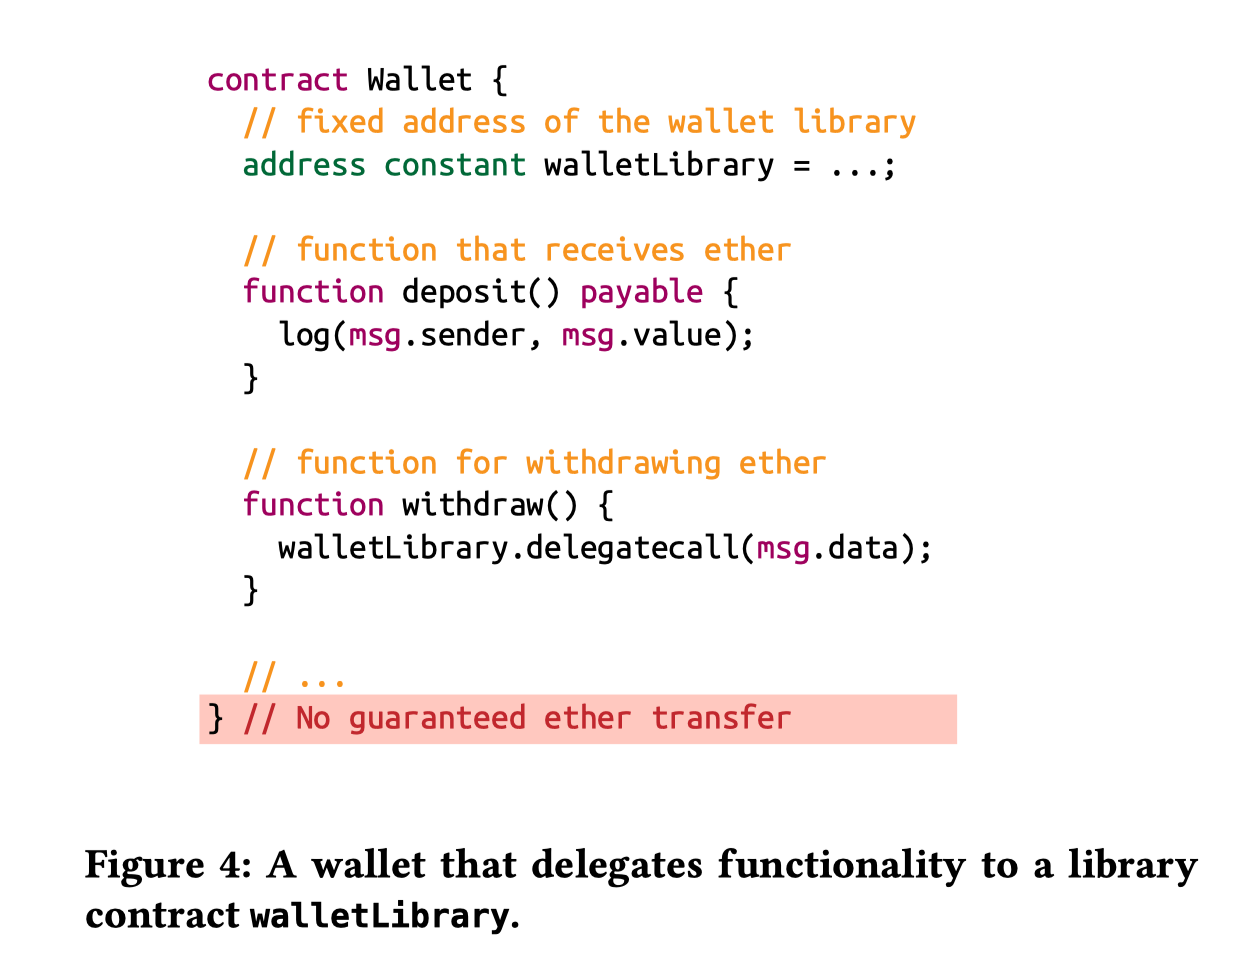 contract Wallet {
// fixed address of the wallet library
address constant walletLibrary = ...;
// function that receives ether
function deposit() payable {
log(msg.sender, msg.value);
}
// function for withdrawing ether
function withdraw() {
walletLibrary.delegatecall(msg.data);
}
// ...
} // No guaranteed ether transfer
Figure 4: A wallet that delegates functionality to a library
contract walletLibrary.